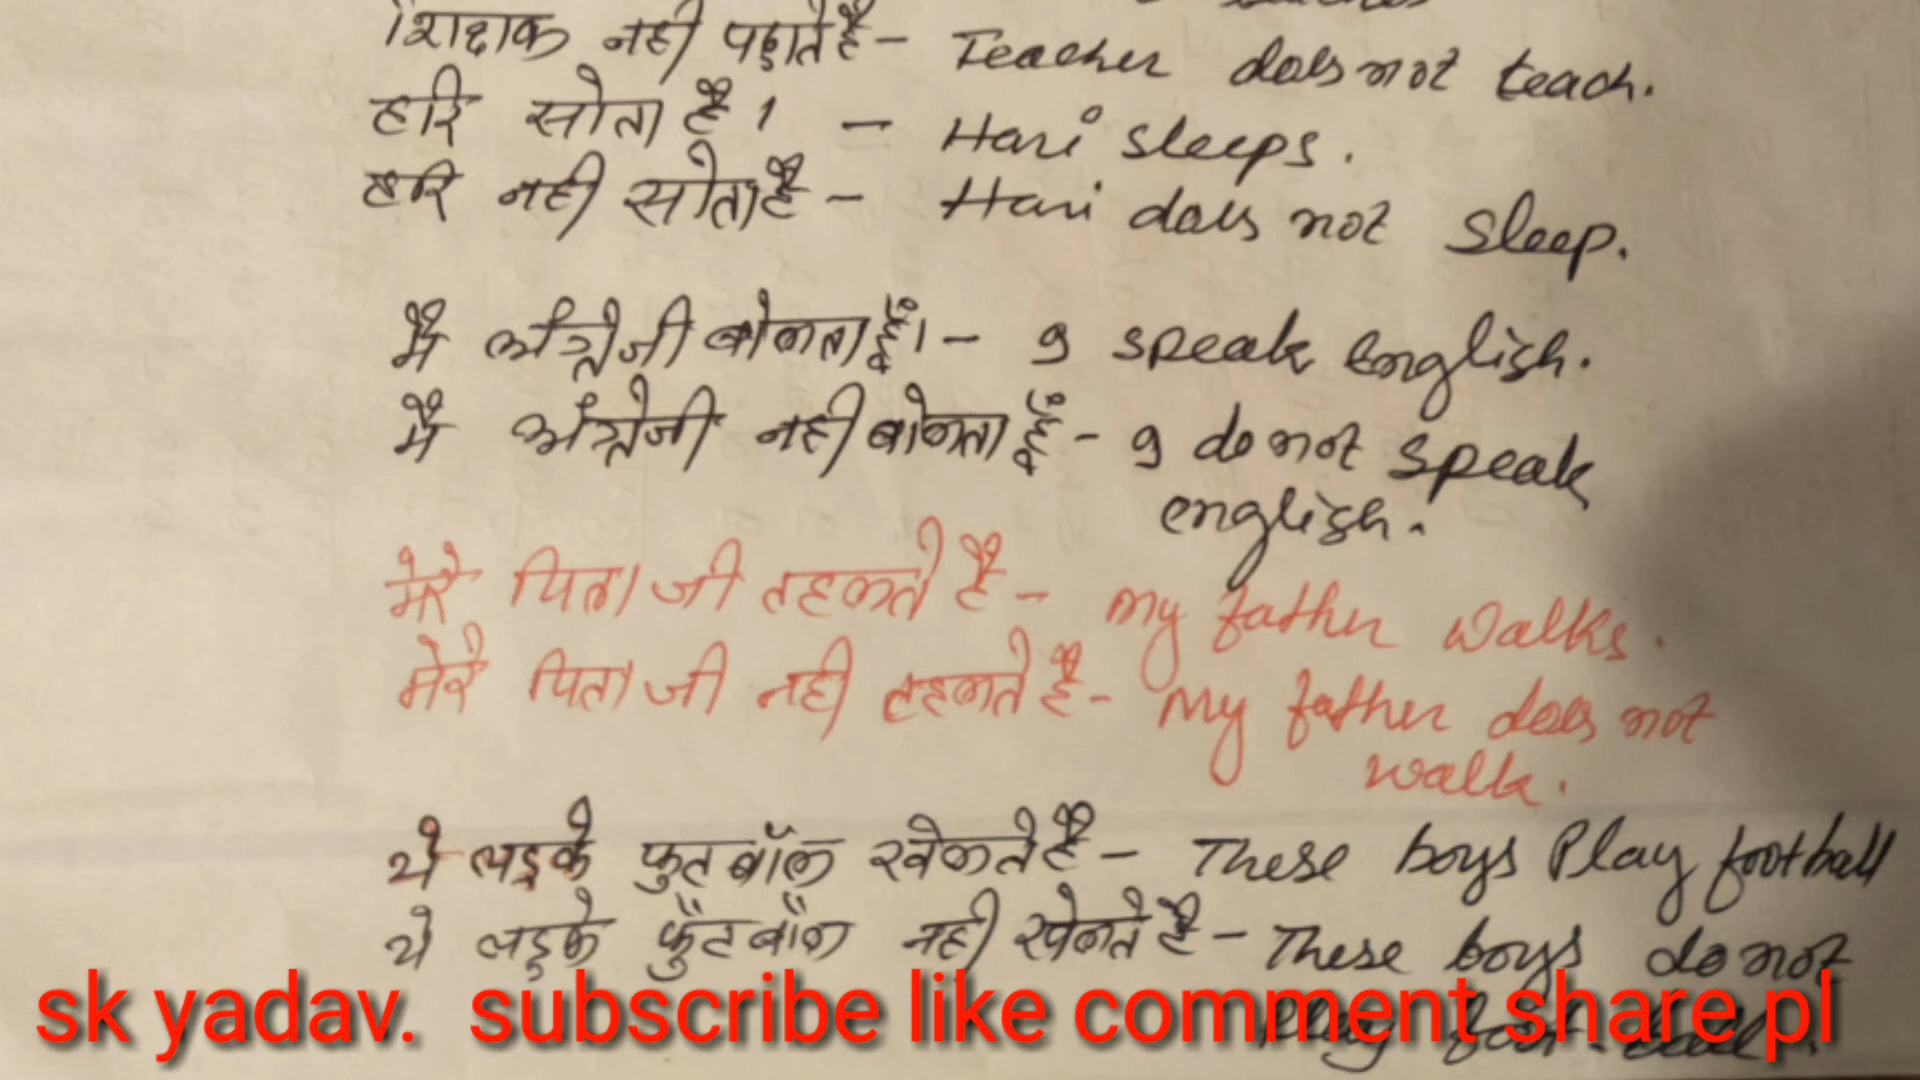 शिक्षक नही पढ़ाते है - Teacher does not teach.
हरि सोता है । - Hari sleeps.
हरि नही सोता है - Hari does not sleep.
मै अंग्रेजी बोलता हूँ । - I speak english.
मै अंग्रेजी नही बोलता हूँ - I do not speak
english.
मेरे पिता जी टहलते है - My father walks.
मेरे पिता जी नही टहलते है - My father does not
walk.
ये लड़के फुटबॉल खेलते है - These boys Play football
ये लड़के फुटबॉल नही खेलते है - These boys do not
Play foot-ball.
sk yadav. subscribe like comment share pl